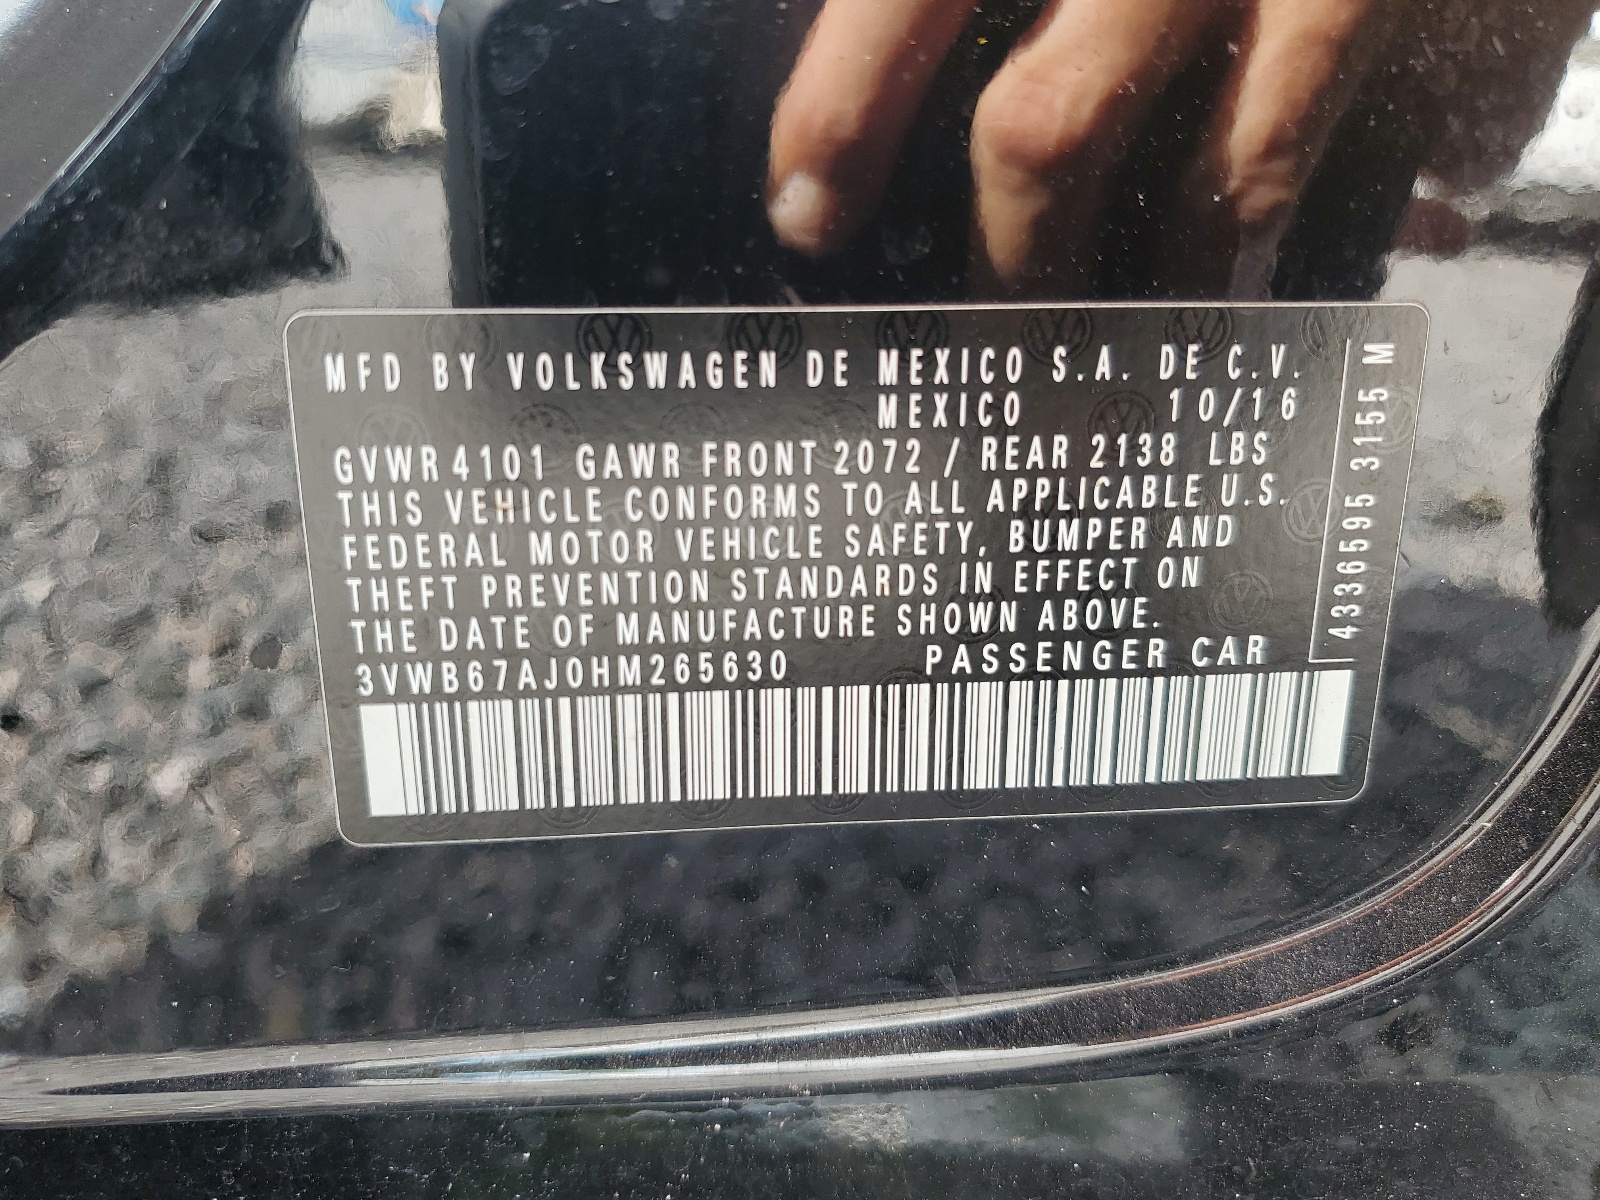 MFD BY VOLKSWAGEN DE MEXICO S.A. DE C.V.
MEXICO 10/16
GVWR 4101 GAWR FRONT 2072 / REAR 2138 LBS
THIS VEHICLE CONFORMS TO ALL APPLICABLE U.S.
FEDERAL MOTOR VEHICLE SAFETY, BUMPER AND
THEFT PREVENTION STANDARDS IN EFFECT ON
THE DATE OF MANUFACTURE SHOWN ABOVE.
3VWB67AJ0HM265630 PASSENGER CAR
4336595 3155 M